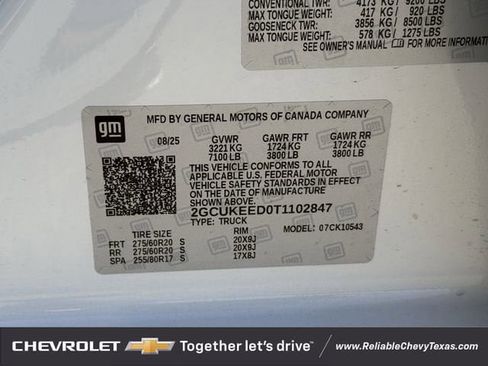 CONVENTIONAL TWR: 4173 KG / 9200 LBS
MAX TONGUE WEIGHT: 417 KG / 920 LBS
GOOSENECK TWR: 3856 KG / 8500 LBS
MAX TONGUE WEIGHT: 578 KG / 1275 LBS
SEE OWNER'S MANUAL
gm
MFD BY GENERAL MOTORS OF CANADA COMPANY
08/25 GVWR GAWR FRT GAWR RR
3221 KG 1724 KG 1724 KG
7100 LB 3800 LB 3800 LB
THIS VEHICLE CONFORMS TO ALL
APPLICABLE U.S. FEDERAL MOTOR
VEHICLE SAFETY STANDARDS IN
EFFECT ON THE DATE OF
MANUFACTURE SHOWN ABOVE.
2GCUKEED0T1102847
TYPE: TRUCK
TIRE SIZE RIM MODEL: 07CK10543
FRT 275/60R20 S 20X9J
RR 275/60R20 S 20X9J
SPA 255/80R17 S 17X8J
CHEVROLET Together let's drive™ www.ReliableChevyTexas.com